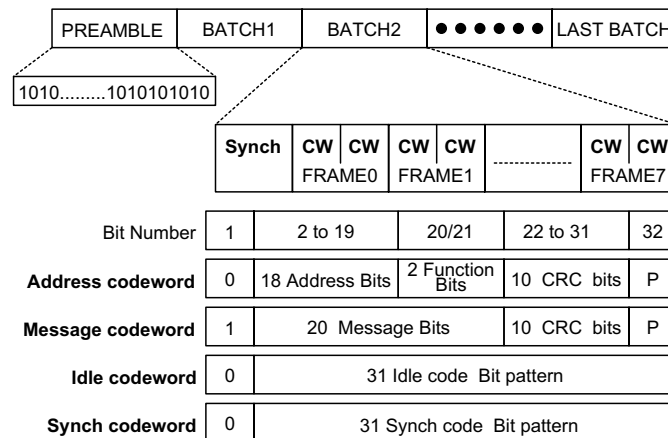 PREAMBLE BATCH1 BATCH2 ●●●●●● LAST BATCH
1010.........1010101010
Synch CW CW CW CW CW CW
FRAME0 FRAME1 .................. FRAME7
Bit Number 1 2 to 19 20/21 22 to 31 32
Address codeword 0 18 Address Bits 2 Function Bits 10 CRC bits P
Message codeword 1 20 Message Bits 10 CRC bits P
Idle codeword 0 31 Idle code Bit pattern
Synch codeword 0 31 Synch code Bit pattern